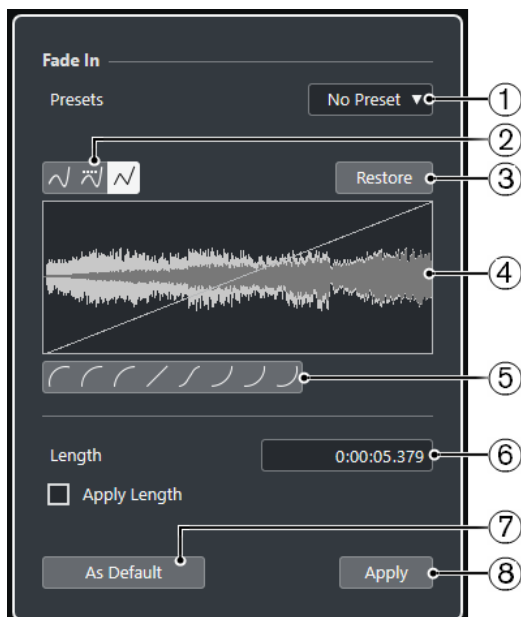 Fade In
Presets
No Preset ▼
①
②
Restore
③
④
⑤
Length
0:00:05.379
⑥
Apply Length
⑦
As Default
Apply
⑧